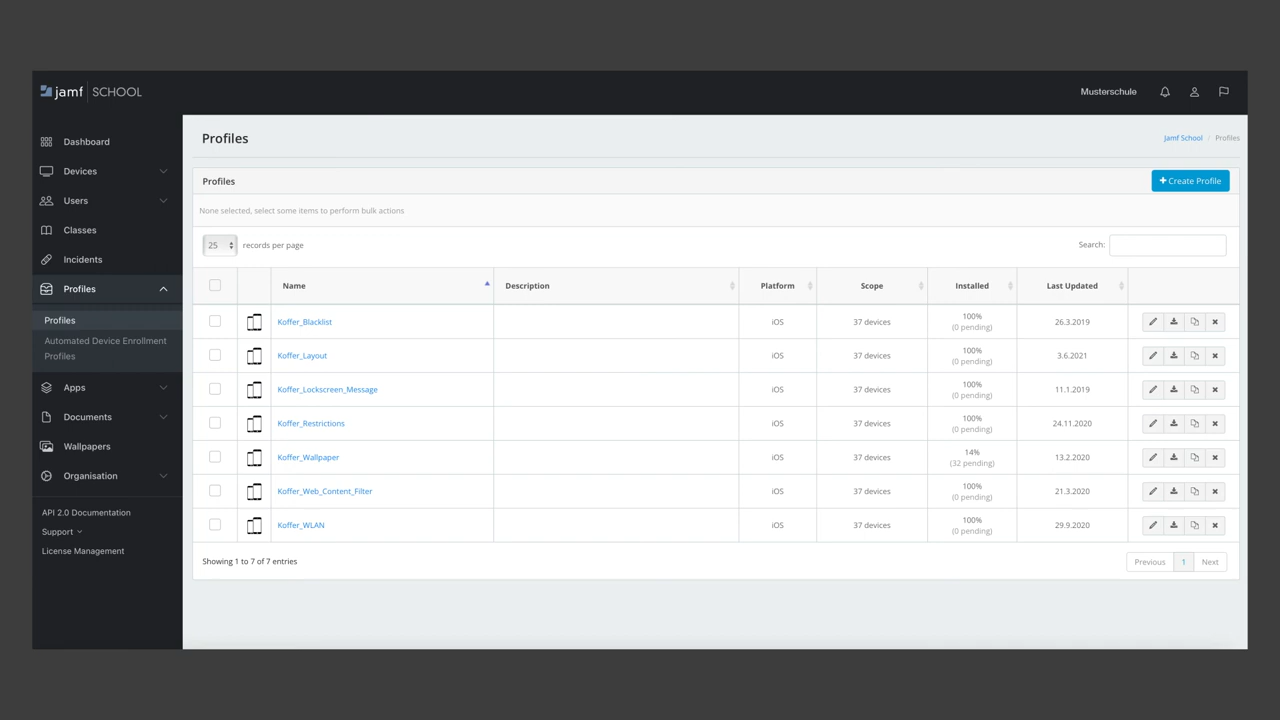 jamf | SCHOOL
Musterschule
Dashboard
Devices
Users
Classes
Incidents
Profiles
Profiles
Automated Device Enrollment
Profiles
Apps
Documents
Wallpapers
Organisation
API 2.0 Documentation
Support
License Management
Profiles
Jamf School / Profiles
Profiles
+ Create Profile
None selected, select some items to perform bulk actions
25 records per page
Search:
Name Description Platform Scope Installed Last Updated
Koffer_Blacklist iOS 37 devices 100% 26.3.2019
(0 pending)
Koffer_Layout iOS 37 devices 100% 3.6.2021
(0 pending)
Koffer_Lockscreen_Message iOS 37 devices 100% 11.1.2019
(0 pending)
Koffer_Restrictions iOS 37 devices 100% 24.11.2020
(0 pending)
Koffer_Wallpaper iOS 37 devices 14% 13.2.2020
(32 pending)
Koffer_Web_Content_Filter iOS 37 devices 100% 21.3.2020
(0 pending)
Koffer_WLAN iOS 37 devices 100% 29.9.2020
(0 pending)
Showing 1 to 7 of 7 entries
Previous 1 Next